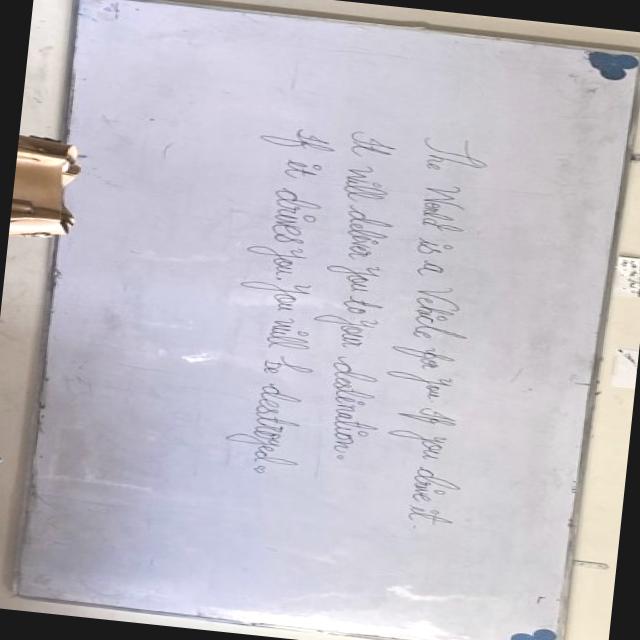 The World is a Vehicle for you If you drive it.
It will deliver you to your destination.
If it drives you you will be destroyed.